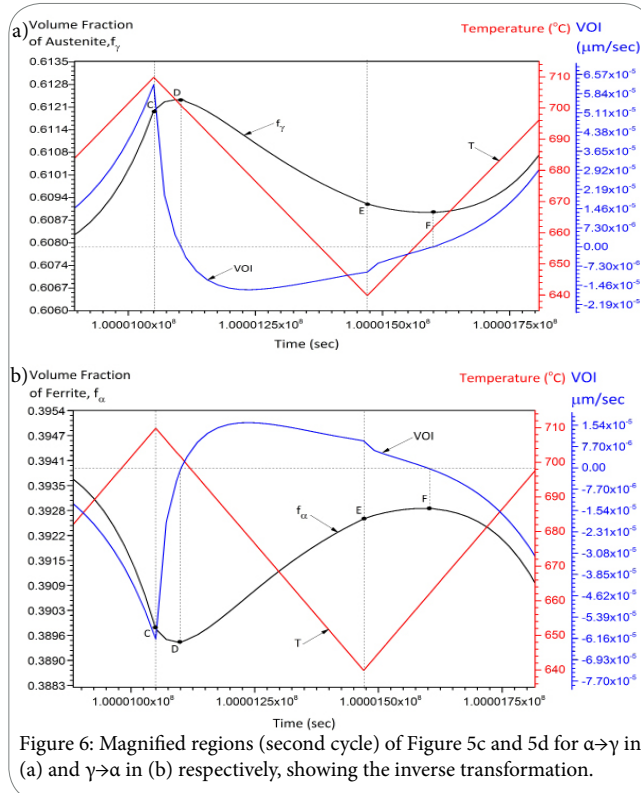 a)
Volume Fraction
of Austenite,fγ
Temperature (°C)
VOI
(µm/sec)
0.6135
0.6128
0.6121
0.6114
0.6108
0.6101
0.6094
0.6087
0.6080
0.6074
0.6067
0.6060
710
700
690
680
670
660
650
640
6.57x10⁻⁵
5.84x10⁻⁵
5.11x10⁻⁵
4.38x10⁻⁵
3.65x10⁻⁵
2.92x10⁻⁵
2.19x10⁻⁵
1.46x10⁻⁵
7.30x10⁻⁶
0.00
-7.30x10⁻⁶
-1.46x10⁻⁵
-2.19x10⁻⁵
C
D
fγ
T
E
F
VOI
1.0000100x10⁸ 1.0000125x10⁸ 1.0000150x10⁸ 1.0000175x10⁸
Time (sec)
b)
Volume Fraction
of Ferrite, fα
Temperature (°C)
VOI
µm/sec
0.3954
0.3947
0.3941
0.3935
0.3928
0.3922
0.3915
0.3909
0.3903
0.3896
0.3890
0.3883
710
700
690
680
670
660
650
640
1.54x10⁻⁵
7.70x10⁻⁶
0.00
-7.70x10⁻⁶
-1.54x10⁻⁵
-2.31x10⁻⁵
-3.08x10⁻⁵
-3.85x10⁻⁵
-4.62x10⁻⁵
-5.39x10⁻⁵
-6.16x10⁻⁵
-6.93x10⁻⁵
-7.70x10⁻⁵
VOI
fα
E
F
C
D
T
1.0000100x10⁸ 1.0000125x10⁸ 1.0000150x10⁸ 1.0000175x10⁸
Time (sec)
Figure 6: Magnified regions (second cycle) of Figure 5c and 5d for α→γ in
(a) and γ→α in (b) respectively, showing the inverse transformation.